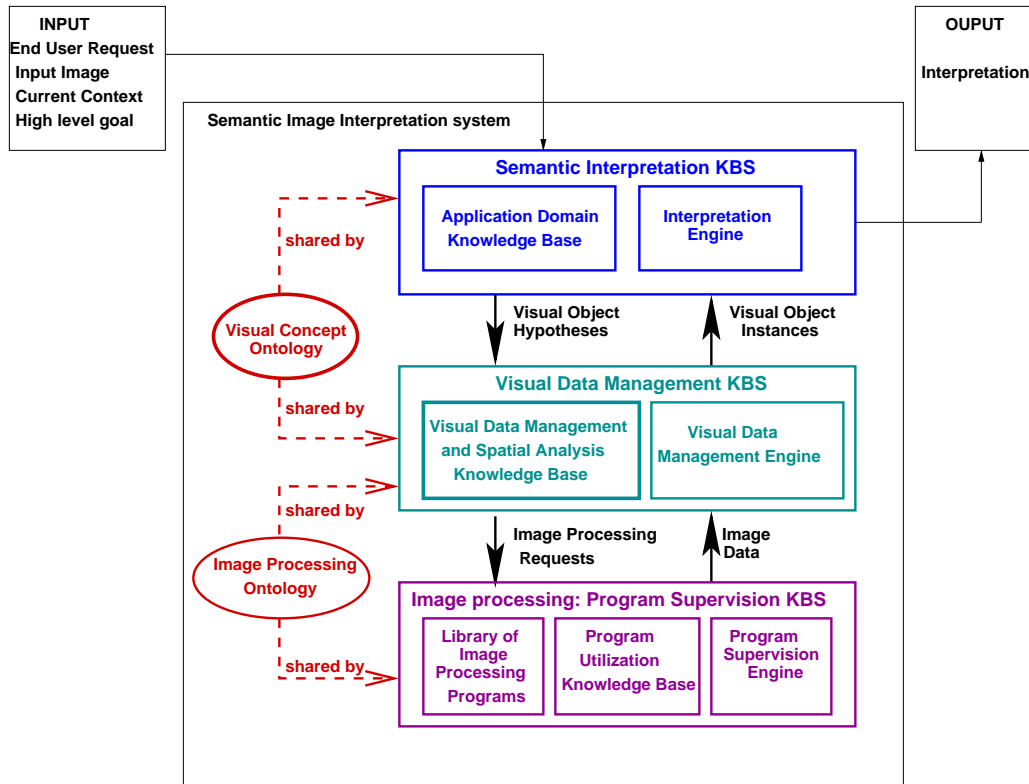 INPUT
End User Request
Input Image
Current Context
High level goal
OUPUT
Interpretation
Semantic Image Interpretation system
Semantic Interpretation KBS
Application Domain
Knowledge Base
Interpretation
Engine
shared by
Visual Object
Hypotheses
Visual Object
Instances
Visual Concept
Ontology
Visual Data Management KBS
shared by
Visual Data Management
and Spatial Analysis
Knowledge Base
Visual Data
Management Engine
shared by
Image Processing
Requests
Image
Data
Image Processing
Ontology
Image processing: Program Supervision KBS
shared by
Library of
Image
Processing
Programs
Program
Utilization
Knowledge Base
Program
Supervision
Engine